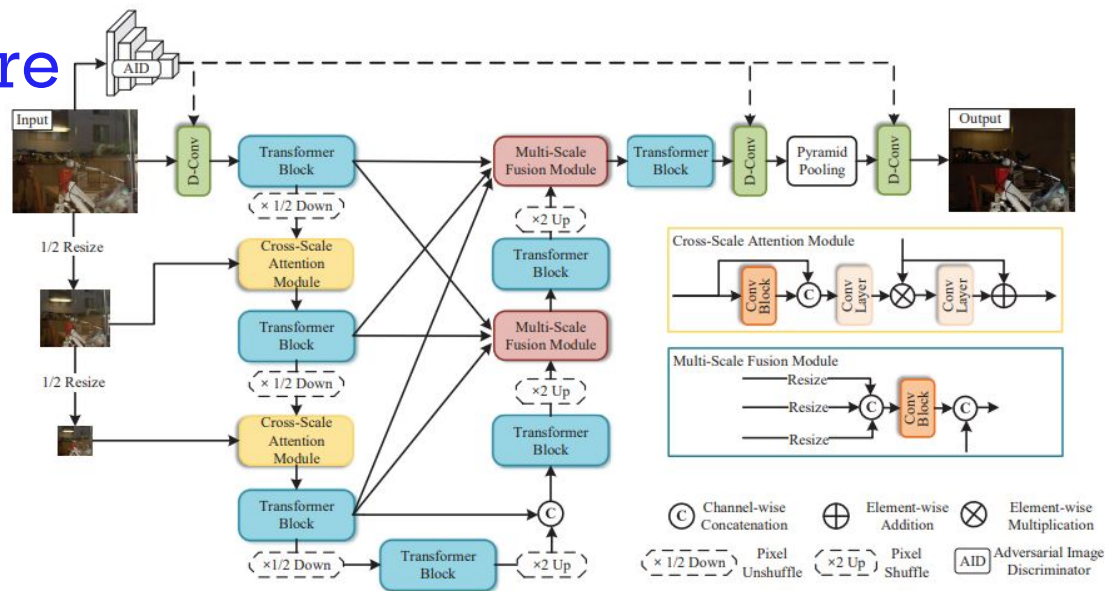 re
AID
Input
D-Conv
Transformer
Block
× 1/2 Down
Cross-Scale
Attention
Module
Transformer
Block
× 1/2 Down
Cross-Scale
Attention
Module
Transformer
Block
×1/2 Down
Transformer
Block
×2 Up
C
Transformer
Block
×2 Up
Multi-Scale
Fusion Module
Transformer
Block
×2 Up
Multi-Scale
Fusion Module
Transformer
Block
D-Conv
Pyramid
Pooling
D-Conv
Output
1/2 Resize
1/2 Resize
Cross-Scale Attention Module
Conv
Block
C
Conv
Layer
Conv
Layer
Multi-Scale Fusion Module
Resize
Resize
Resize
C
Conv
Block
C
C
Channel-wise
Concatenation
Element-wise
Addition
Element-wise
Multiplication
× 1/2 Down
Pixel
Unshuffle
×2 Up
Pixel
Shuffle
AID
Adversarial Image
Discriminator